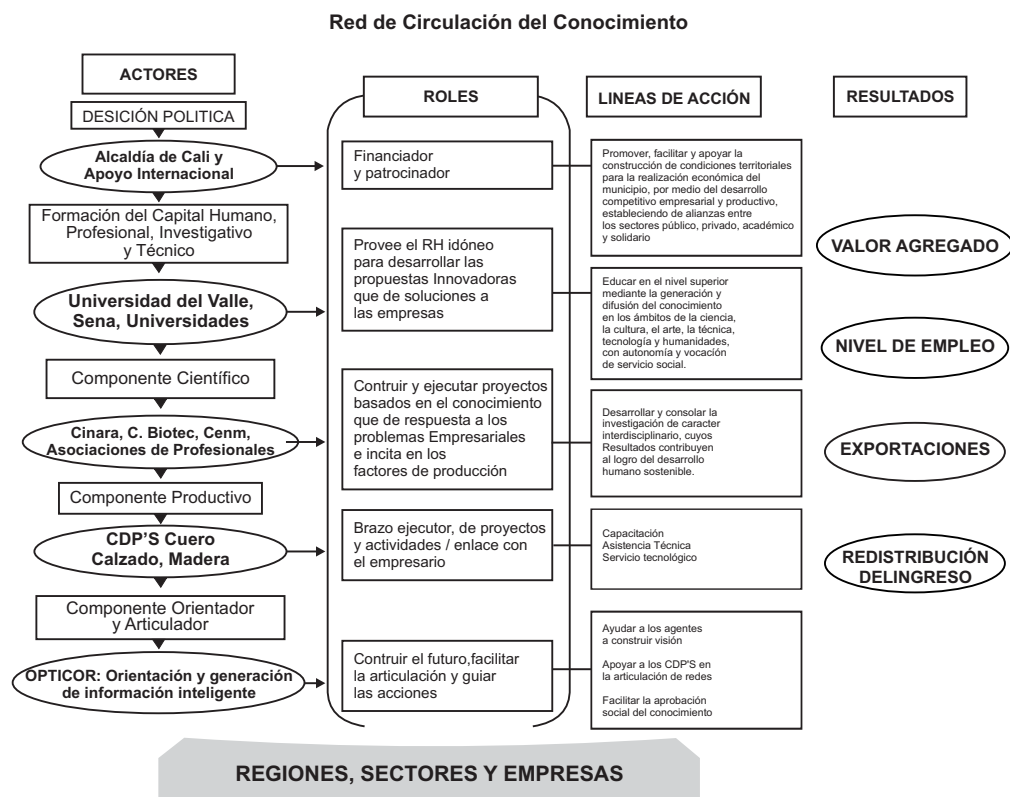 Red de Circulación del Conocimiento
ACTORES
DESICIÓN POLITICA
Alcaldía de Cali y
Apoyo Internacional
Formación del Capital Humano,
Profesional, Investigativo
y Técnico
Universidad del Valle,
Sena, Universidades
Componente Científico
Cinara, C. Biotec, Cenm,
Asociaciones de Profesionales
Componente Productivo
CDP'S Cuero
Calzado, Madera
Componente Orientador
y Articulador
OPTICOR: Orientación y generación
de información inteligente
ROLES
Financiador
y patrocinador
Provee el RH idóneo
para desarrollar las
propuestas Innovadoras
que de soluciones a
las empresas
Contruir y ejecutar proyectos
basados en el conocimiento
que de respuesta a los
problemas Empresariales
e incita en los
factores de producción
Brazo ejecutor, de proyectos
y actividades / enlace con
el empresario
Contruir el futuro,facilitar
la articulación y guiar
las acciones
LINEAS DE ACCIÓN
Promover, facilitar y apoyar la
construcción de condiciones territoriales
para la realización económica del
municipio, por medio del desarrollo
competitivo empresarial y productivo,
estableciendo de alianzas entre
los sectores público, privado, académico
y solidario
Educar en el nivel superior
mediante la generación y
difusión del conocimiento
en los ámbitos de la ciencia,
la cultura, el arte, la técnica,
tecnología y humanidades,
con autonomía y vocación
de servicio social.
Desarrollar y consolar la
investigación de caracter
interdisciplinario, cuyos
Resultados contribuyen
al logro del desarrollo
humano sostenible.
Capacitación
Asistencia Técnica
Servicio tecnológico
Ayudar a los agentes
a construir visión
Apoyar a los CDP'S en
la articulación de redes
Facilitar la aprobación
social del conocimiento
RESULTADOS
VALOR AGREGADO
NIVEL DE EMPLEO
EXPORTACIONES
REDISTRIBUCIÓN
DELINGRESO
REGIONES, SECTORES Y EMPRESAS